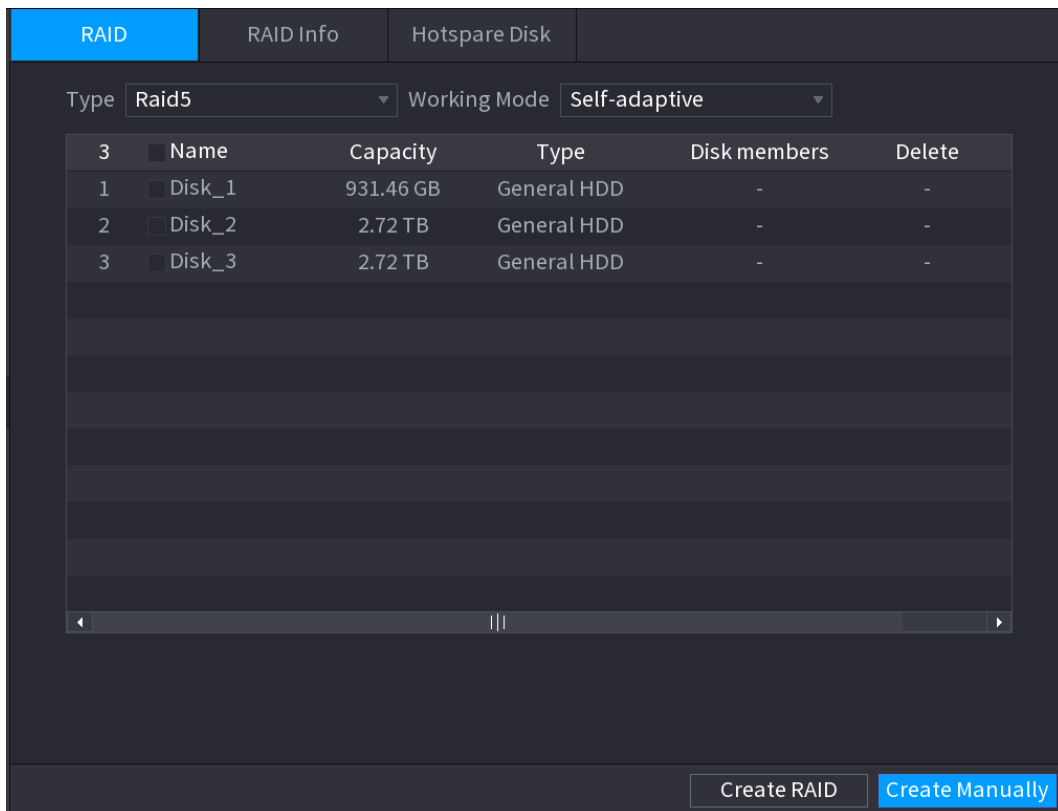 RAID RAID Info Hotspare Disk
Type Raid5 Working Mode Self-adaptive
3 Name Capacity Type Disk members Delete
1 Disk_1 931.46 GB General HDD - -
2 Disk_2 2.72 TB General HDD - -
3 Disk_3 2.72 TB General HDD - -
Create RAID Create Manually